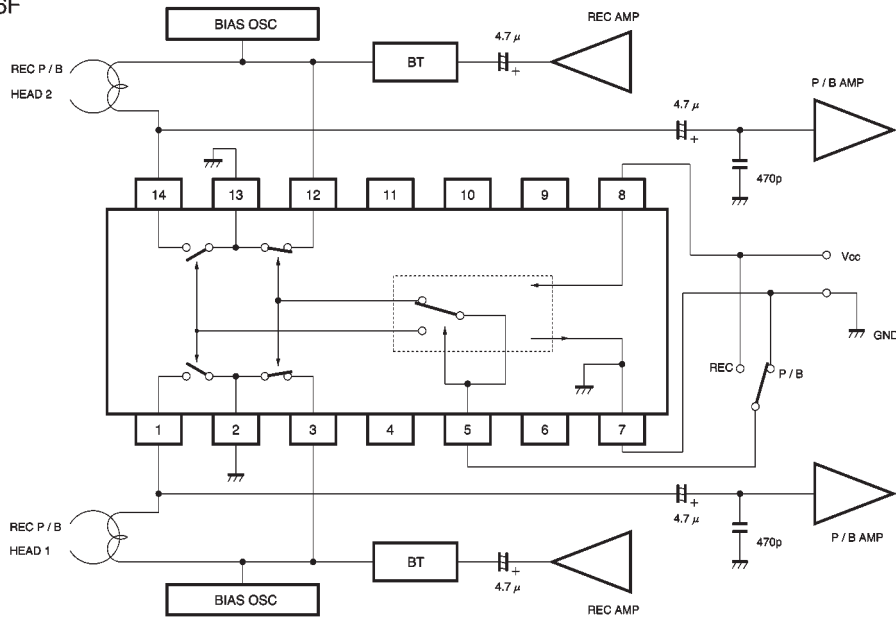 6F
BIAS OSC
REC AMP
4.7 μ
+
BT
REC P / B
HEAD 2
P / B AMP
4.7 μ
+
470p
14 13 12 11 10 9 8
Vcc
GND
REC P / B
1 2 3 4 5 6 7
REC P / B
HEAD 1
4.7 μ
+
470p
P / B AMP
BT
+
4.7 μ
BIAS OSC
REC AMP